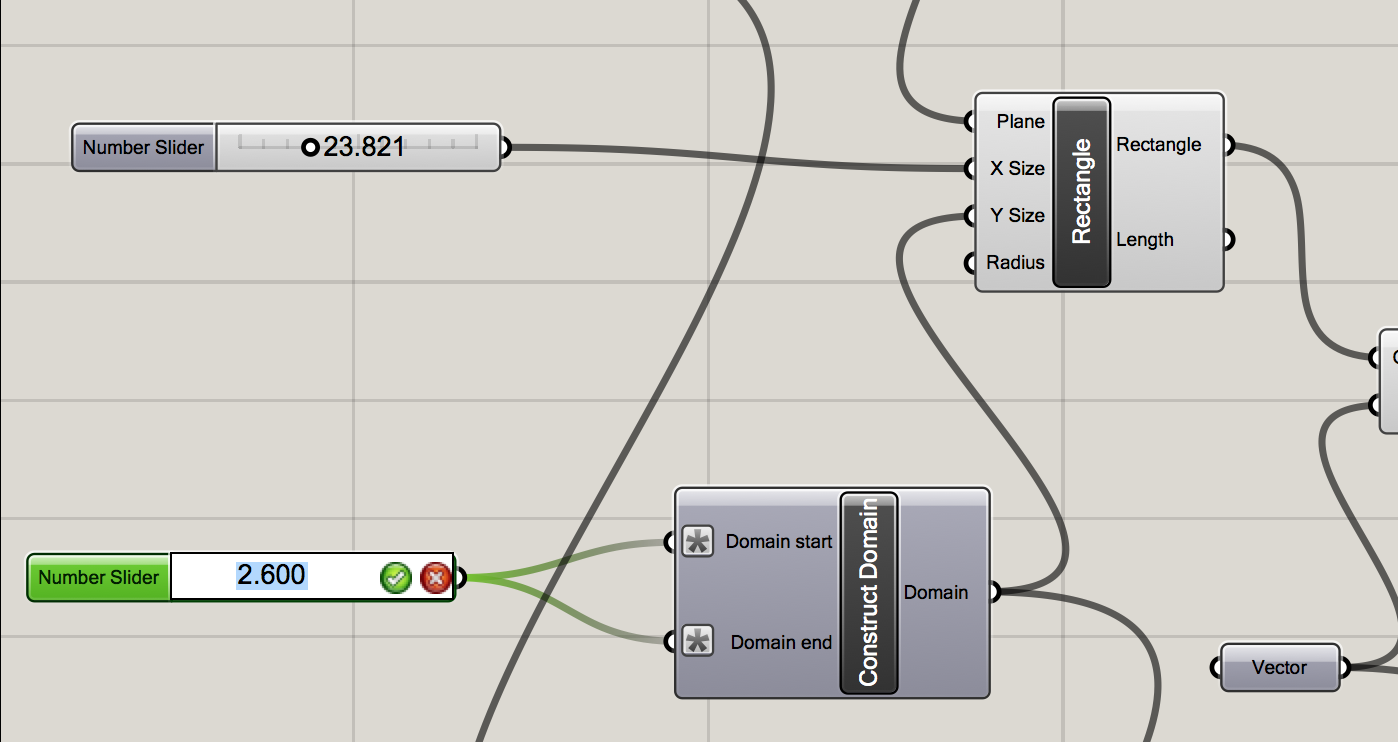 Number Slider
23.821
Plane
X Size
Y Size
Radius
Rectangle
Rectangle
Length
Number Slider
2.600
Domain start
Domain end
Construct Domain
Domain
Vector